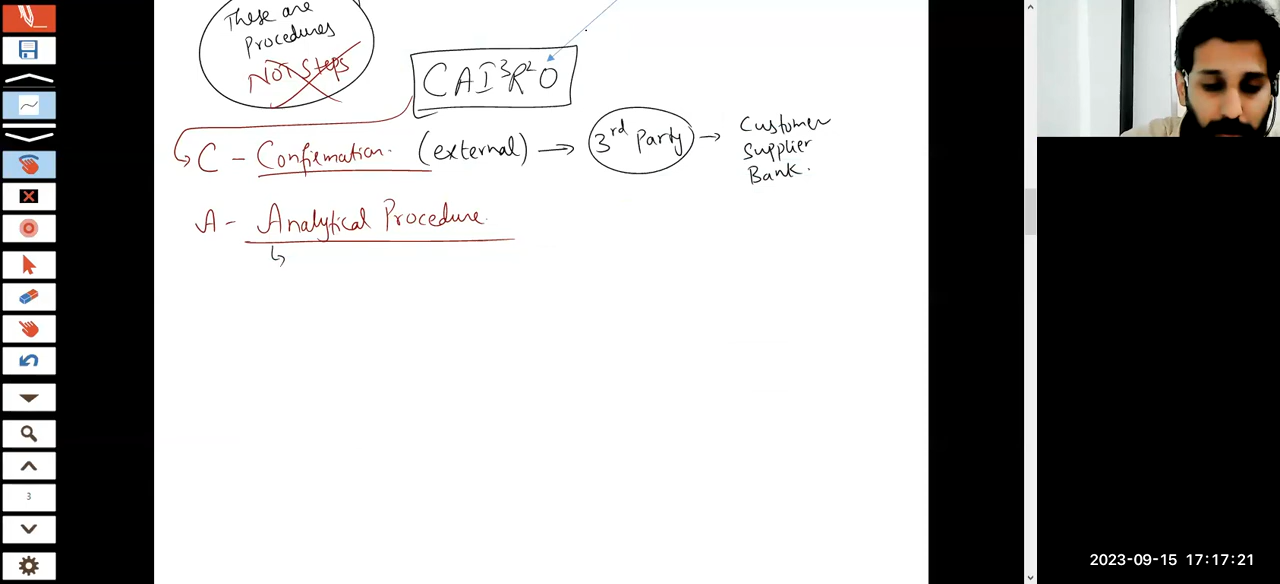 These are
Procedures
NOT Steps
CAI³R²O
C - Confirmation. (external) → 3rd Party → Customer
Supplier
Bank.
A - Analytical Procedure.
3
2023-09-15 17:17:21